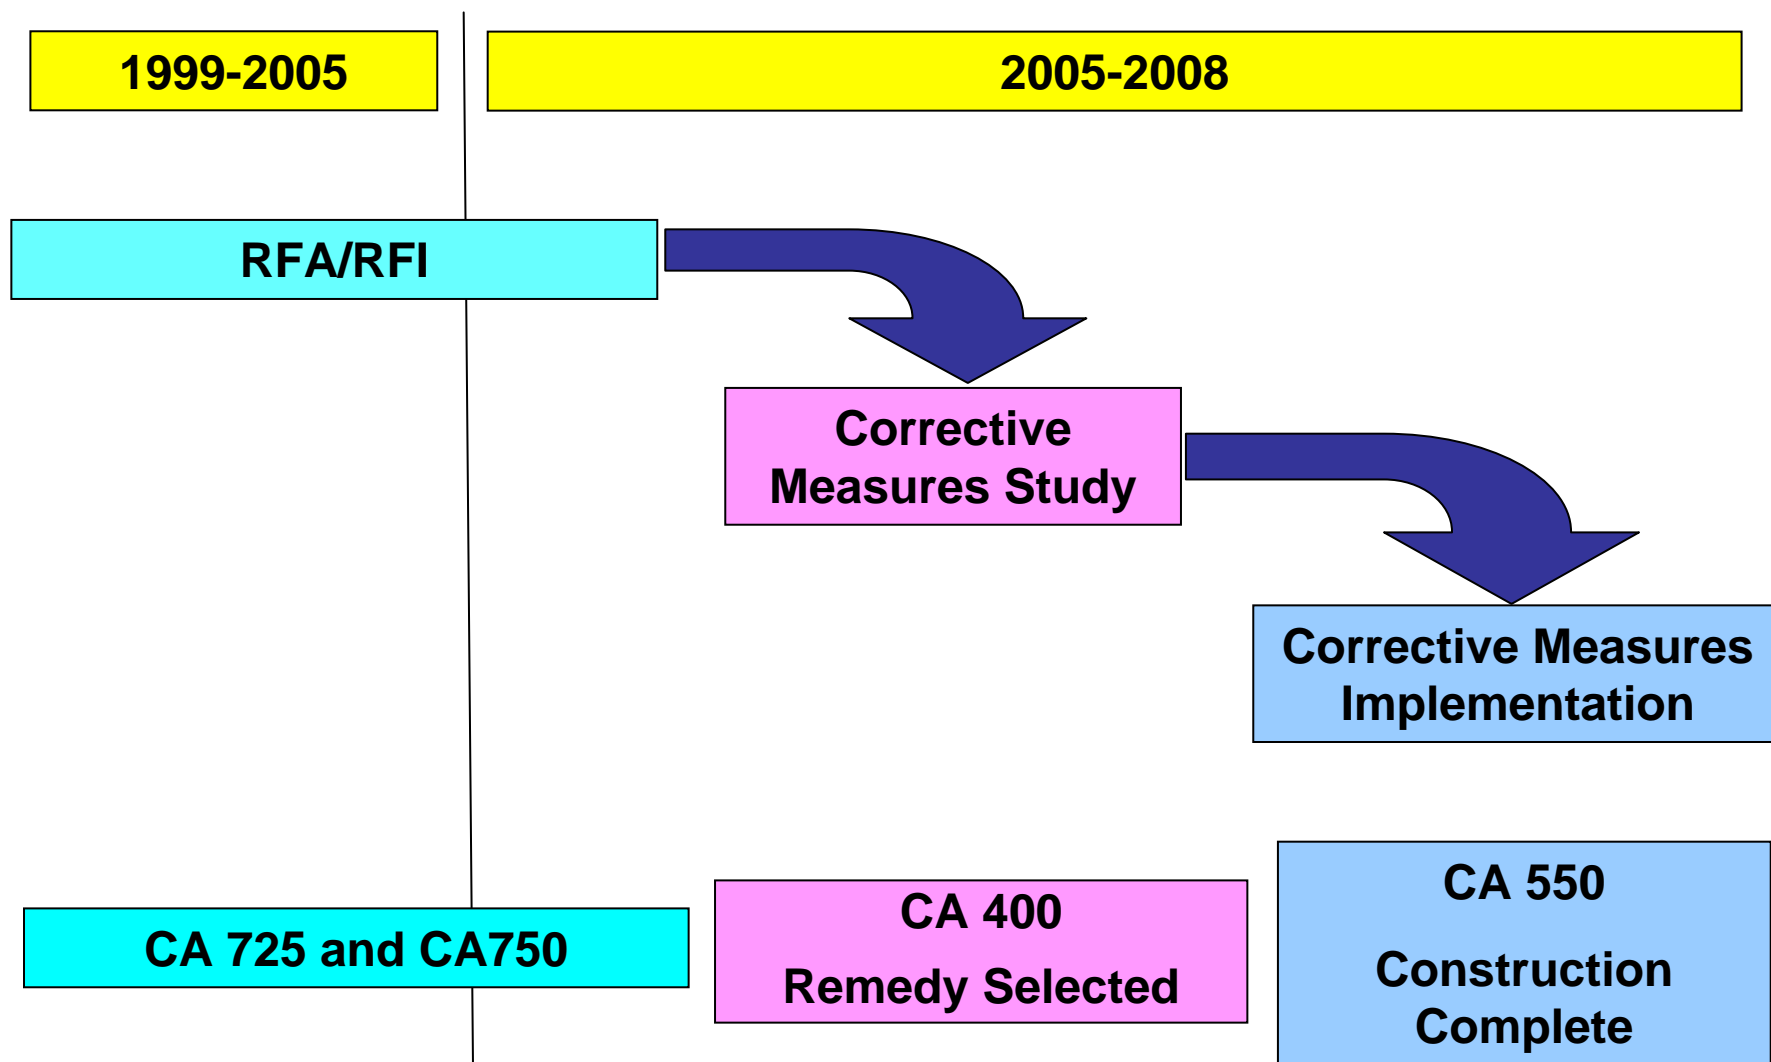 1999-2005
2005-2008
RFA/RFI
Corrective
Measures Study
Corrective Measures
Implementation
CA 725 and CA750
CA 400
Remedy Selected
CA 550
Construction
Complete